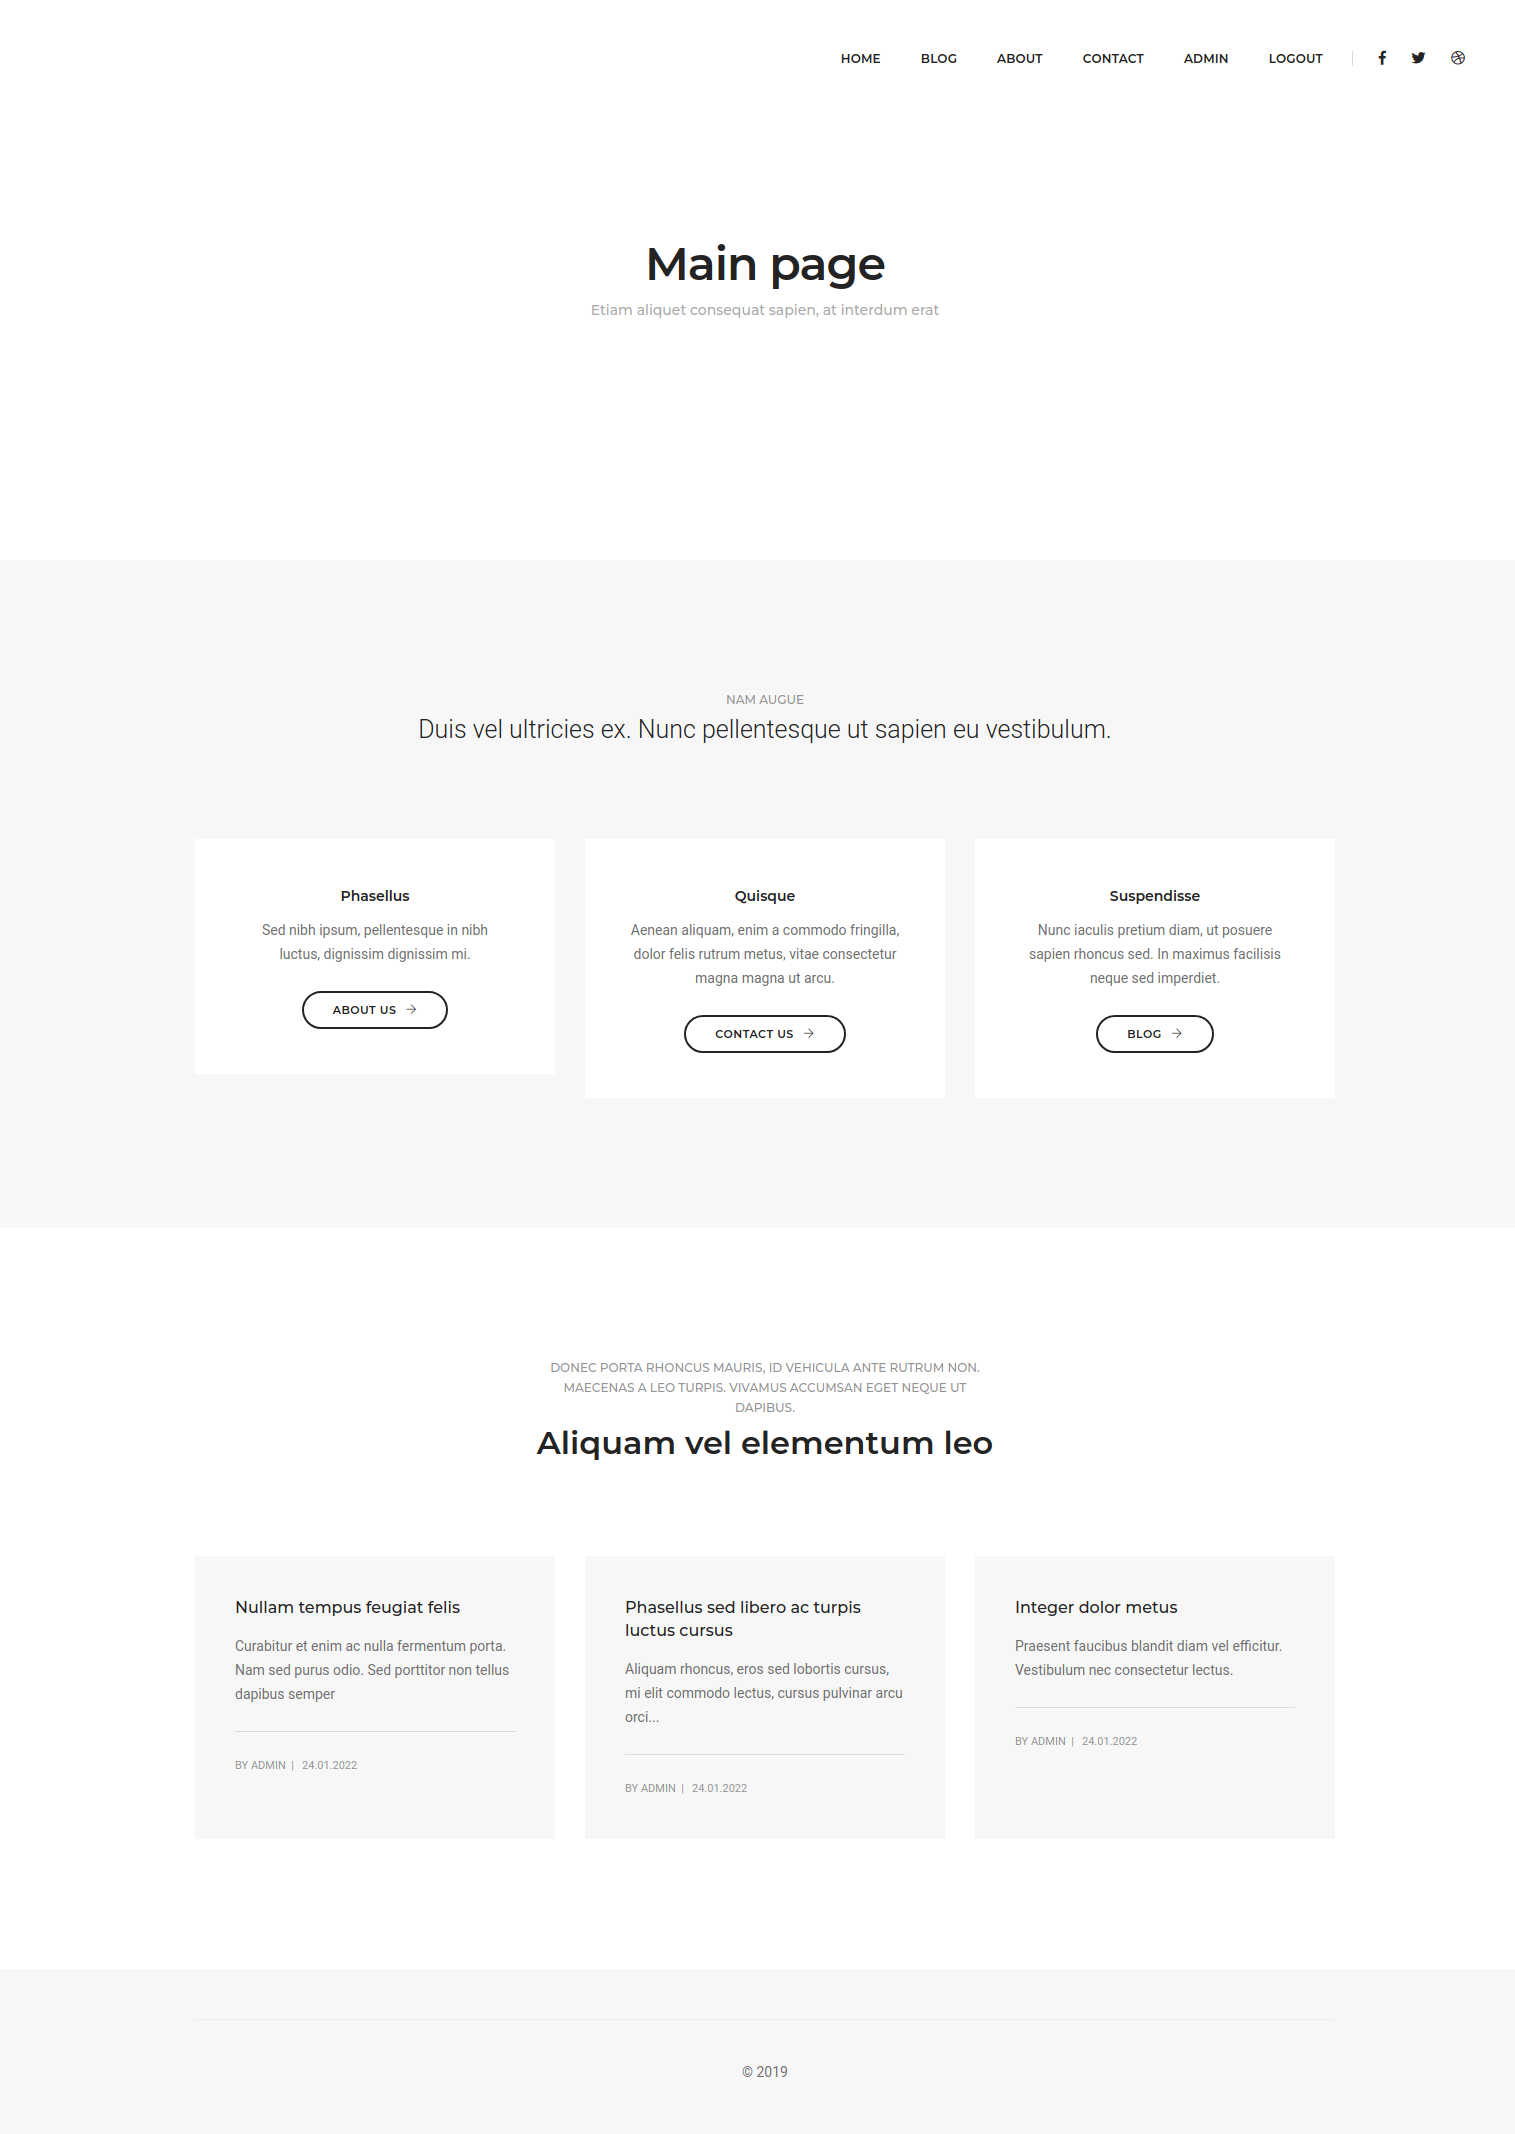 HOME BLOG ABOUT CONTACT ADMIN LOGOUT
Main page
Etiam aliquet consequat sapien, at interdum erat
NAM AUGUE
Duis vel ultricies ex. Nunc pellentesque ut sapien eu vestibulum.
Phasellus
Sed nibh ipsum, pellentesque in nibh
luctus, dignissim dignissim mi.
ABOUT US
Quisque
Aenean aliquam, enim a commodo fringilla,
dolor felis rutrum metus, vitae consectetur
magna magna ut arcu.
CONTACT US
Suspendisse
Nunc iaculis pretium diam, ut posuere
sapien rhoncus sed. In maximus facilisis
neque sed imperdiet.
BLOG
DONEC PORTA RHONCUS MAURIS, ID VEHICULA ANTE RUTRUM NON.
MAECENAS A LEO TURPIS. VIVAMUS ACCUMSAN EGET NEQUE UT
DAPIBUS.
Aliquam vel elementum leo
Nullam tempus feugiat felis
Curabitur et enim ac nulla fermentum porta.
Nam sed purus odio. Sed porttitor non tellus
dapibus semper
BY ADMIN | 24.01.2022
Phasellus sed libero ac turpis
luctus cursus
Aliquam rhoncus, eros sed lobortis cursus,
mi elit commodo lectus, cursus pulvinar arcu
orci...
BY ADMIN | 24.01.2022
Integer dolor metus
Praesent faucibus blandit diam vel efficitur.
Vestibulum nec consectetur lectus.
BY ADMIN | 24.01.2022
© 2019